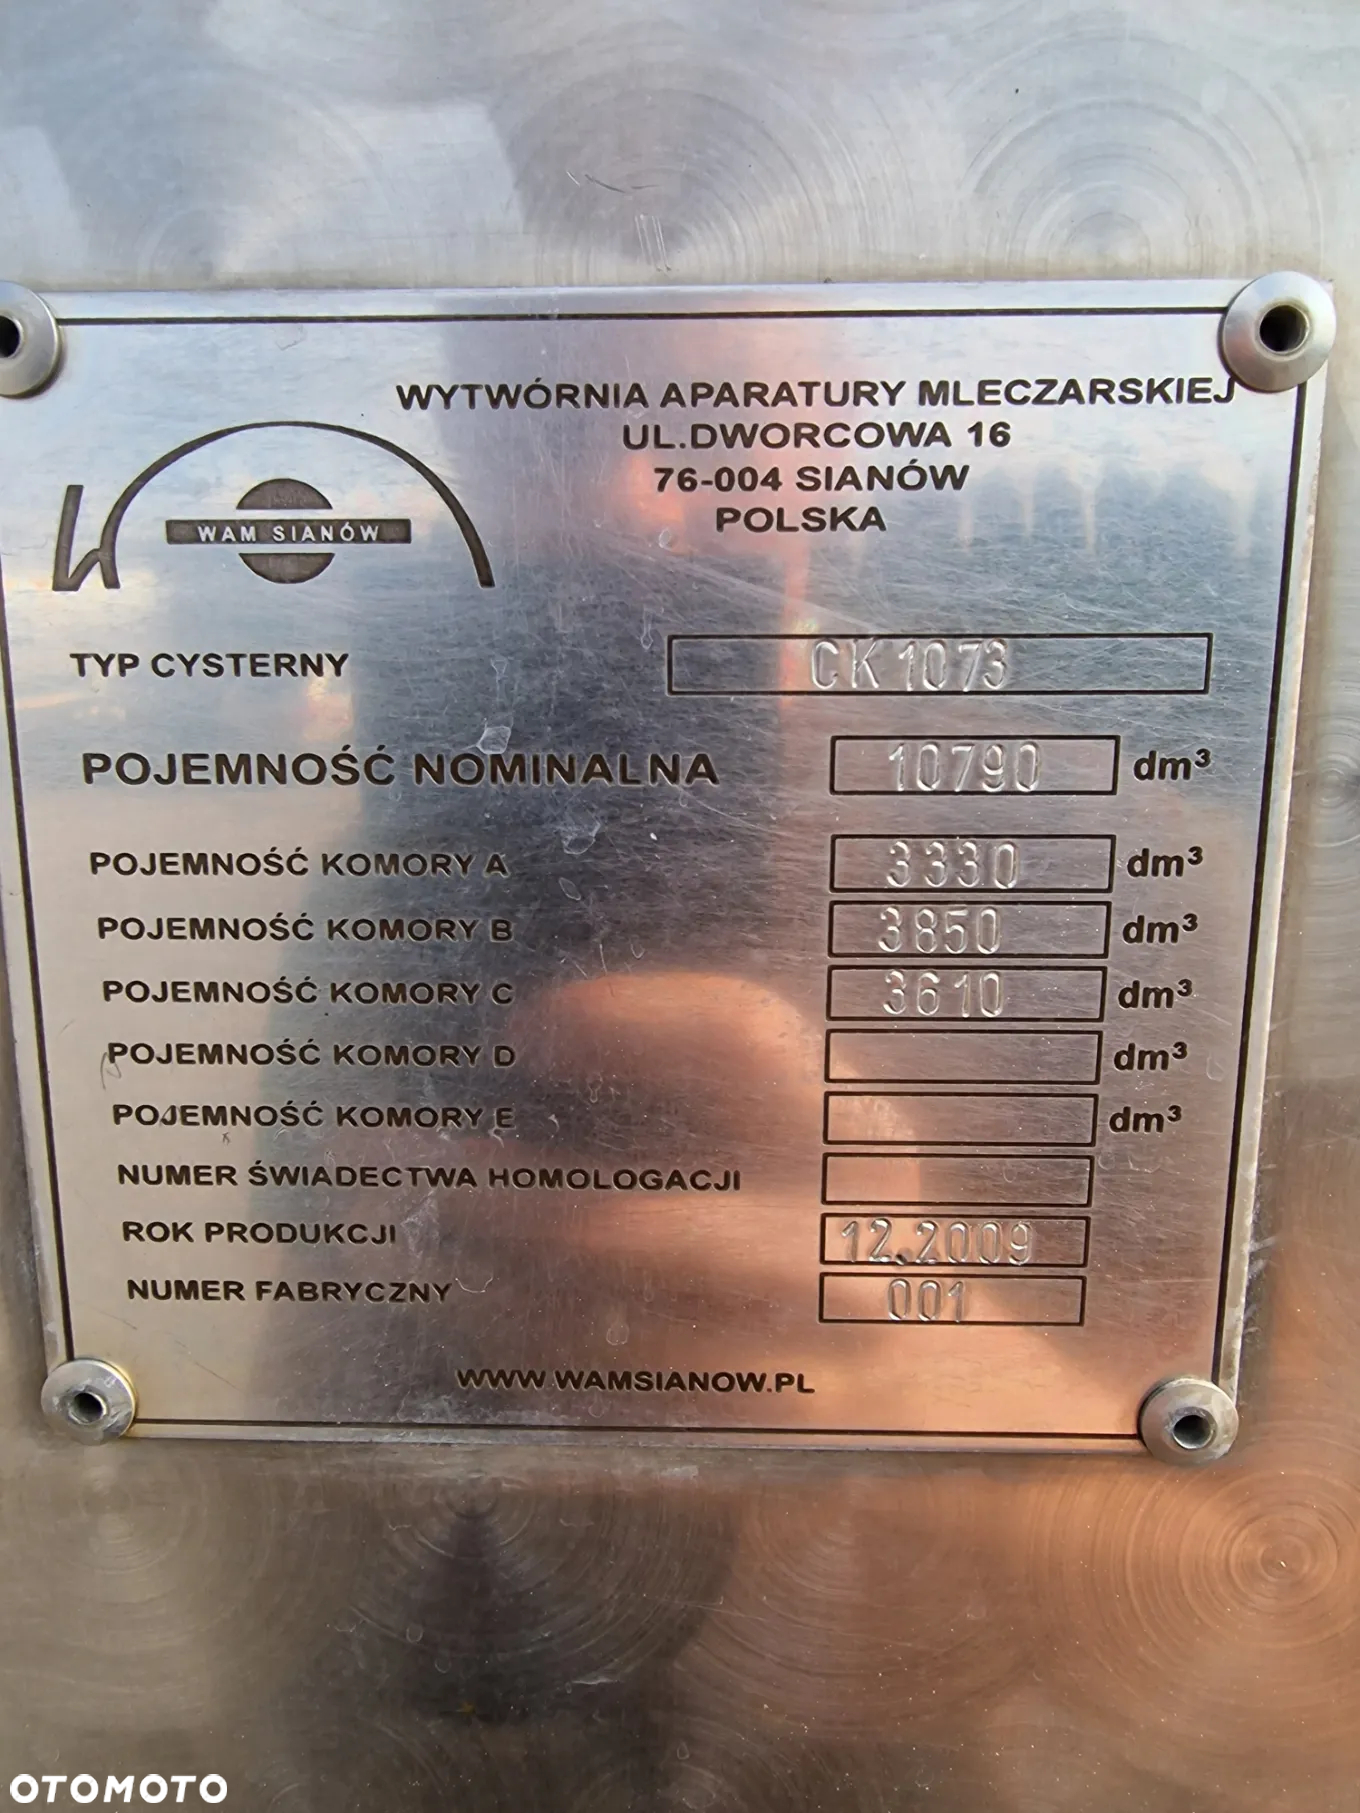 WYTWÓRNIA APARATURY MLECZARSKIEJ
UL.DWORCOWA 16
76-004 SIANÓW
POLSKA
WAM SIANÓW
TYP CYSTERNY CK1073
POJEMNOŚĆ NOMINALNA 10790 dm³
POJEMNOŚĆ KOMORY A 3330 dm³
POJEMNOŚĆ KOMORY B 3850 dm³
POJEMNOŚĆ KOMORY C 3610 dm³
POJEMNOŚĆ KOMORY D dm³
POJEMNOŚĆ KOMORY E dm³
NUMER ŚWIADECTWA HOMOLOGACJI
ROK PRODUKCJI 12.2009
NUMER FABRYCZNY 001
WWW.WAMSIANOW.PL
OTOMOTO